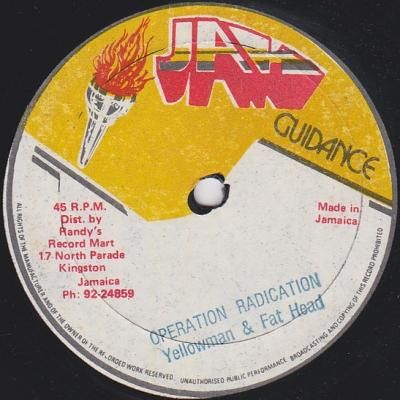 JAH
GUIDANCE
45 R.P.M.
Dist. by
Randy's
Record Mart
17 North Parade
Kingston
Jamaica
Ph: 92-24859
Made in
Jamaica
OPERATION RADICATION
Yellowman & Fat Head
ALL RIGHTS OF THE MANUFACTURER AND OF THE OWNER OF THE RE-CORDED WORK RESERVED. UNAUTHORISED PUBLIC PERFORMANCE. BROADCASTING AND COPYING OF THIS RECORD PROHIBITED